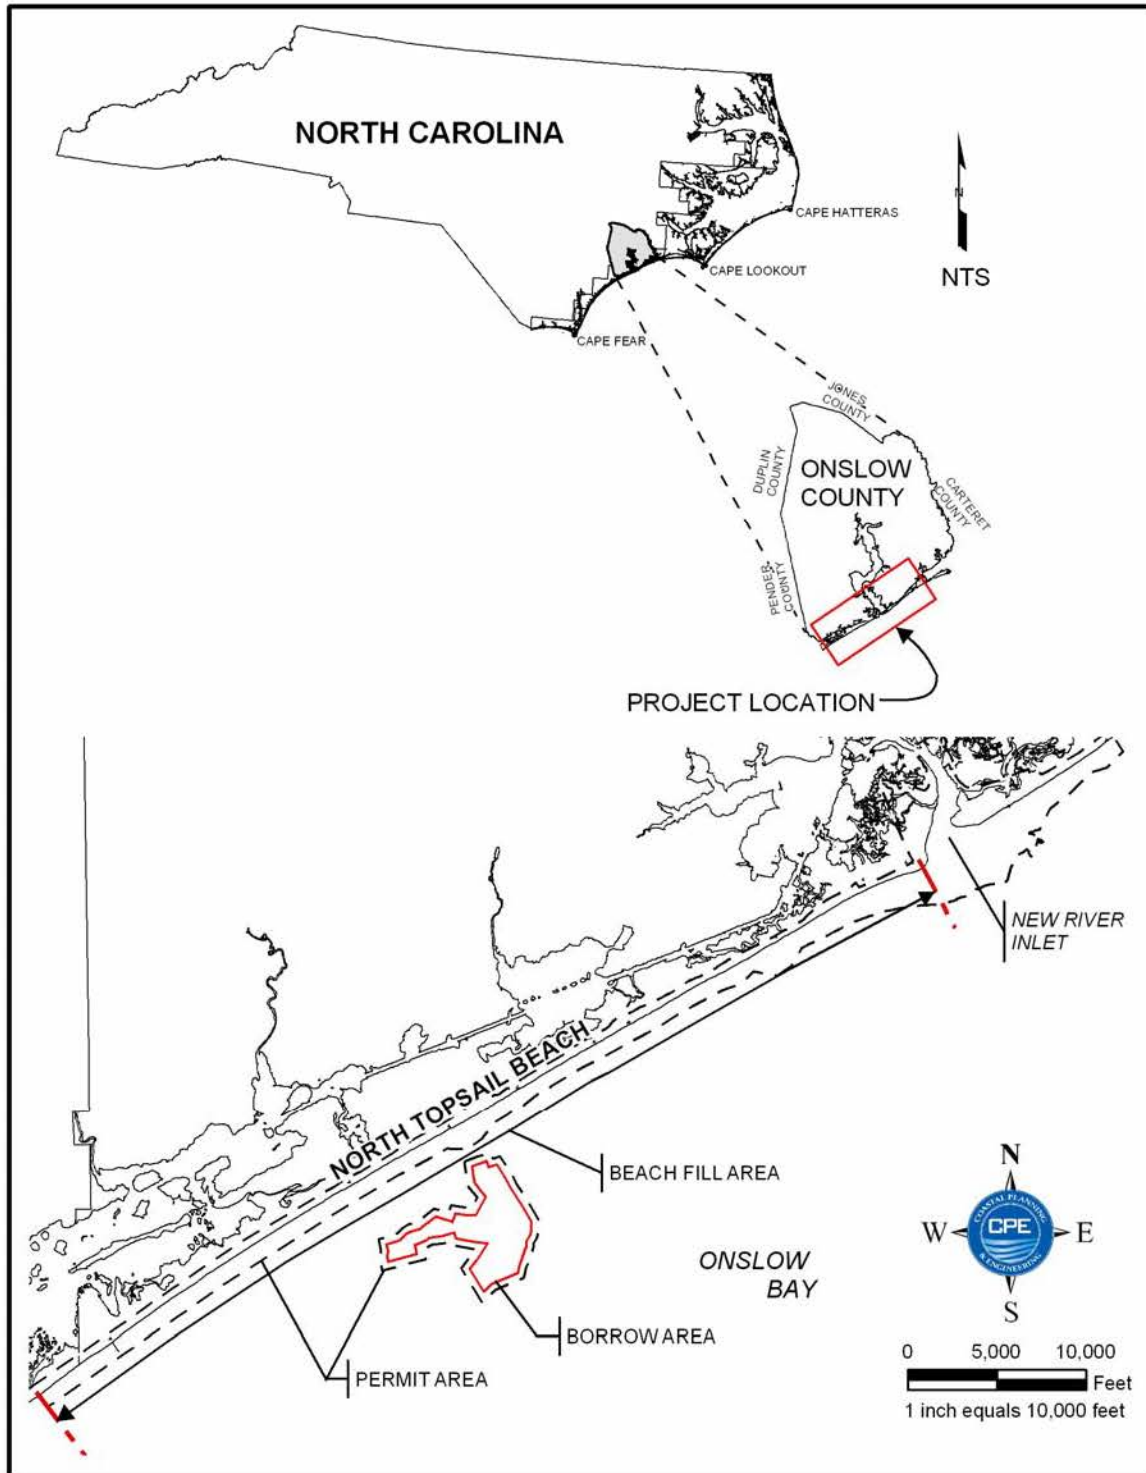 NORTH CAROLINA
CAPE HATTERAS
CAPE LOOKOUT
CAPE FEAR
N
NTS
JONES
COUNTY
DUPLIN
COUNTY
ONSLOW
COUNTY
CARTERET
COUNTY
PENDER
COUNTY
PROJECT LOCATION
NEW RIVER
INLET
NORTH TOPSAIL BEACH
BEACH FILL AREA
ONSLOW
BAY
BORROW AREA
PERMIT AREA
N
W
COASTAL PLANNING
CPE
& ENGINEERING
E
S
0 5,000 10,000
Feet
1 inch equals 10,000 feet